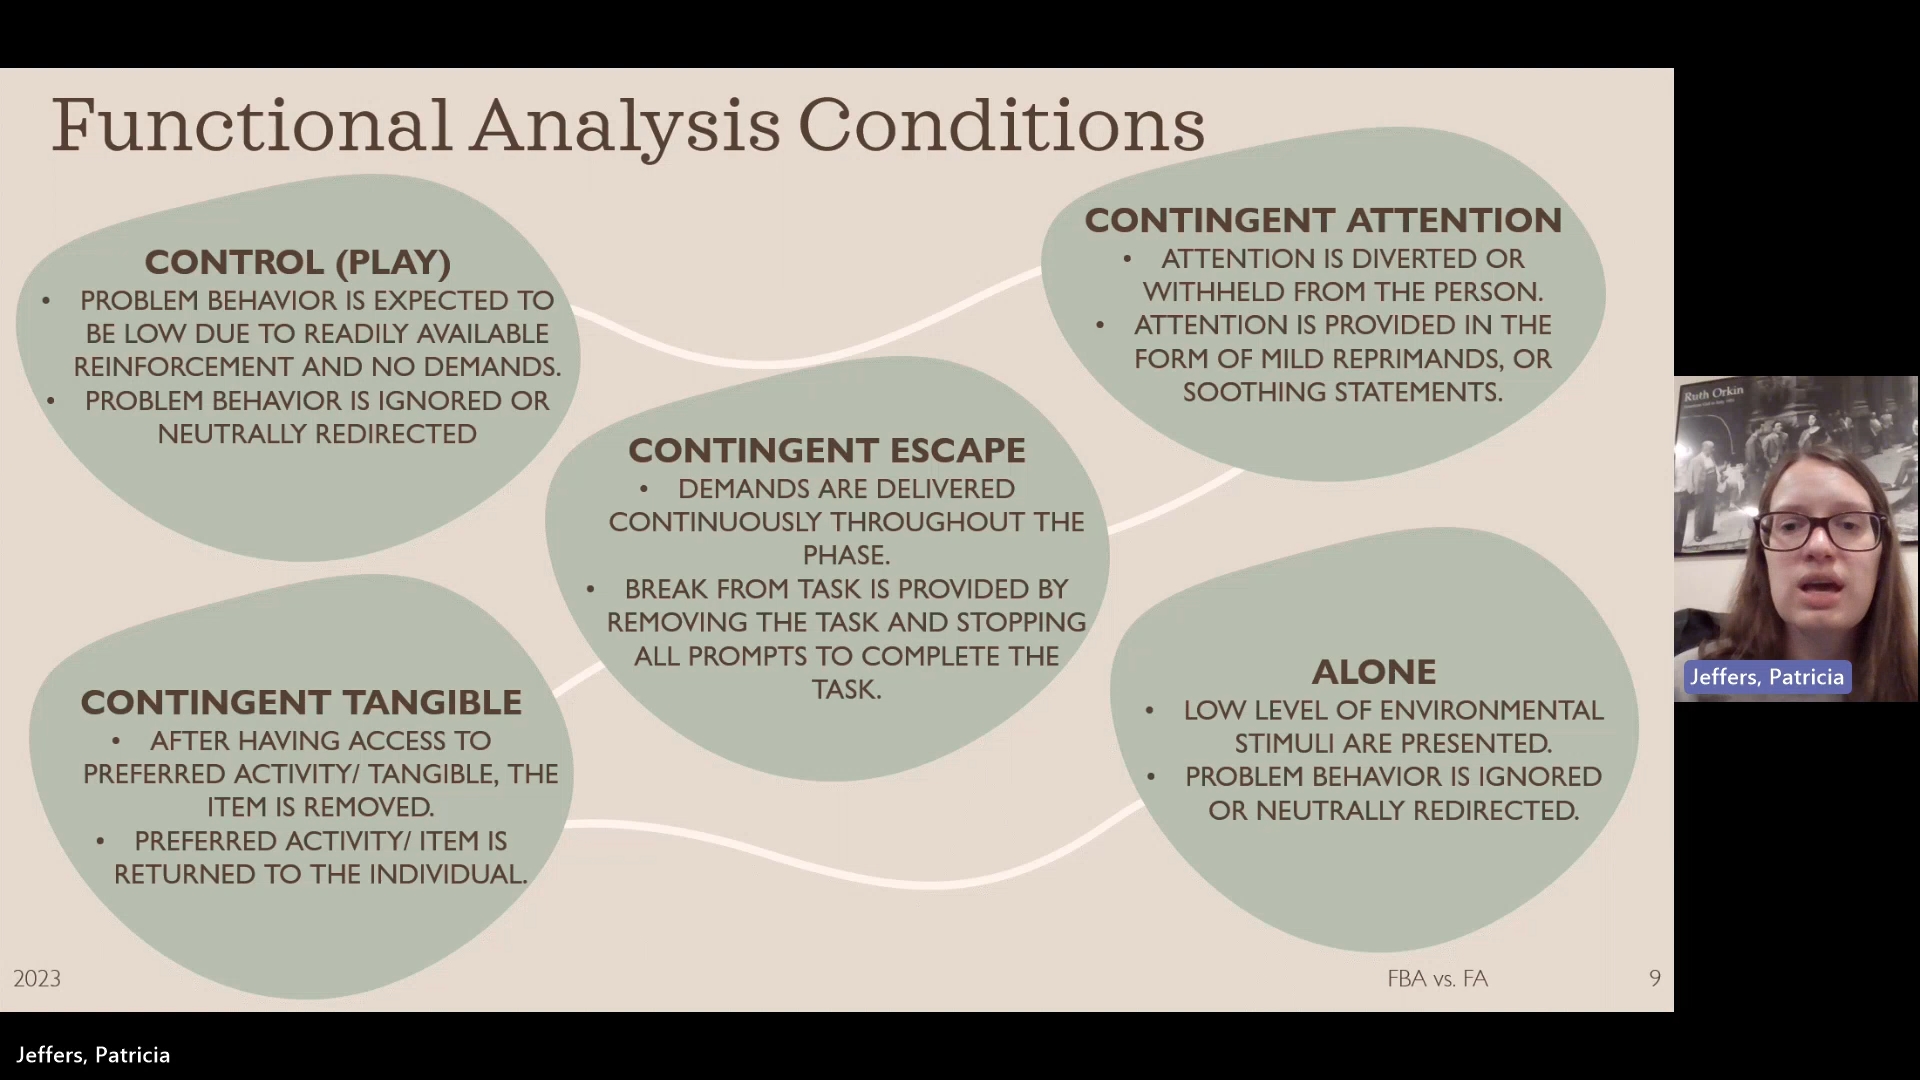 Functional Analysis Conditions
CONTROL (PLAY)
• PROBLEM BEHAVIOR IS EXPECTED TO
BE LOW DUE TO READILY AVAILABLE
REINFORCEMENT AND NO DEMANDS.
• PROBLEM BEHAVIOR IS IGNORED OR
NEUTRALLY REDIRECTED
CONTINGENT ATTENTION
• ATTENTION IS DIVERTED OR
WITHHELD FROM THE PERSON.
• ATTENTION IS PROVIDED IN THE
FORM OF MILD REPRIMANDS, OR
SOOTHING STATEMENTS.
CONTINGENT ESCAPE
• DEMANDS ARE DELIVERED
CONTINUOUSLY THROUGHOUT THE
PHASE.
• BREAK FROM TASK IS PROVIDED BY
REMOVING THE TASK AND STOPPING
ALL PROMPTS TO COMPLETE THE
TASK.
CONTINGENT TANGIBLE
• AFTER HAVING ACCESS TO
PREFERRED ACTIVITY/ TANGIBLE, THE
ITEM IS REMOVED.
• PREFERRED ACTIVITY/ ITEM IS
RETURNED TO THE INDIVIDUAL.
ALONE
• LOW LEVEL OF ENVIRONMENTAL
STIMULI ARE PRESENTED.
• PROBLEM BEHAVIOR IS IGNORED
OR NEUTRALLY REDIRECTED.
2023
FBA vs. FA
9
Ruth Orkin
Jeffers, Patricia
Jeffers, Patricia